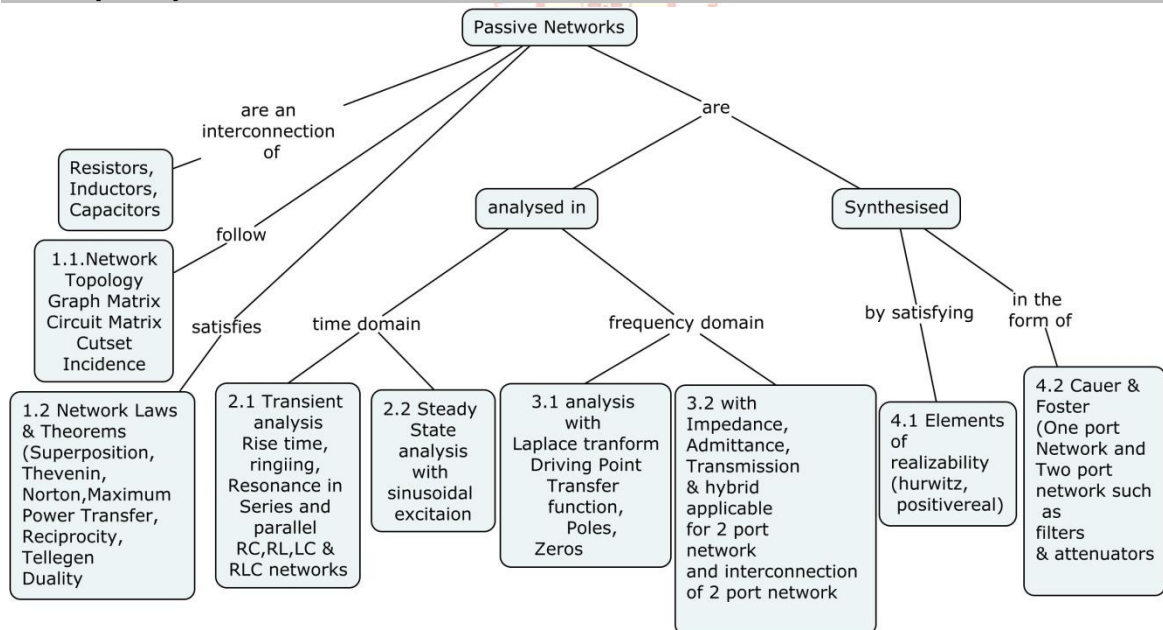 Passive Networks
are an
interconnection
of
are
Resistors,
Inductors,
Capacitors
analysed in
Synthesised
follow
1.1.Network
Topology
Graph Matrix
Circuit Matrix
Cutset
Incidence
satisfies
time domain
frequency domain
by satisfying
in the
form of
1.2 Network Laws
& Theorems
(Superposition,
Thevenin,
Norton,Maximum
Power Transfer,
Reciprocity,
Tellegen
Duality
2.1 Transient
analysis
Rise time,
ringiing,
Resonance in
Series and
parallel
RC,RL,LC &
RLC networks
2.2 Steady
State
analysis
with
sinusoidal
excitaion
3.1 analysis
with
Laplace tranform
Driving Point
Transfer
function,
Poles,
Zeros
3.2 with
Impedance,
Admittance,
Transmission
& hybrid
applicable
for 2 port
network
and interconnection
of 2 port network
4.1 Elements
of
realizability
(hurwitz,
positivereal)
4.2 Cauer &
Foster
(One port
Network and
Two port
network such
as
filters
& attenuators